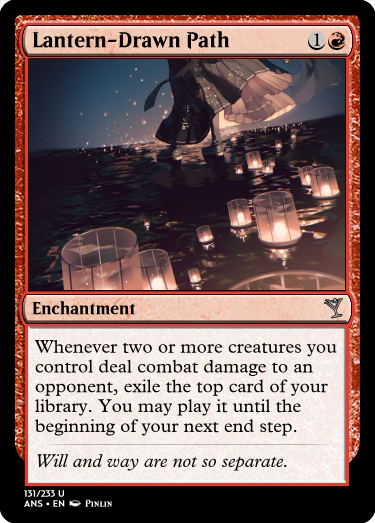 Lantern-Drawn Path
1
Enchantment
Whenever two or more creatures you
control deal combat damage to an
opponent, exile the top card of your
library. You may play it until the
beginning of your next end step.
Will and way are not so separate.
131/233 U
ANS • EN Pinlin